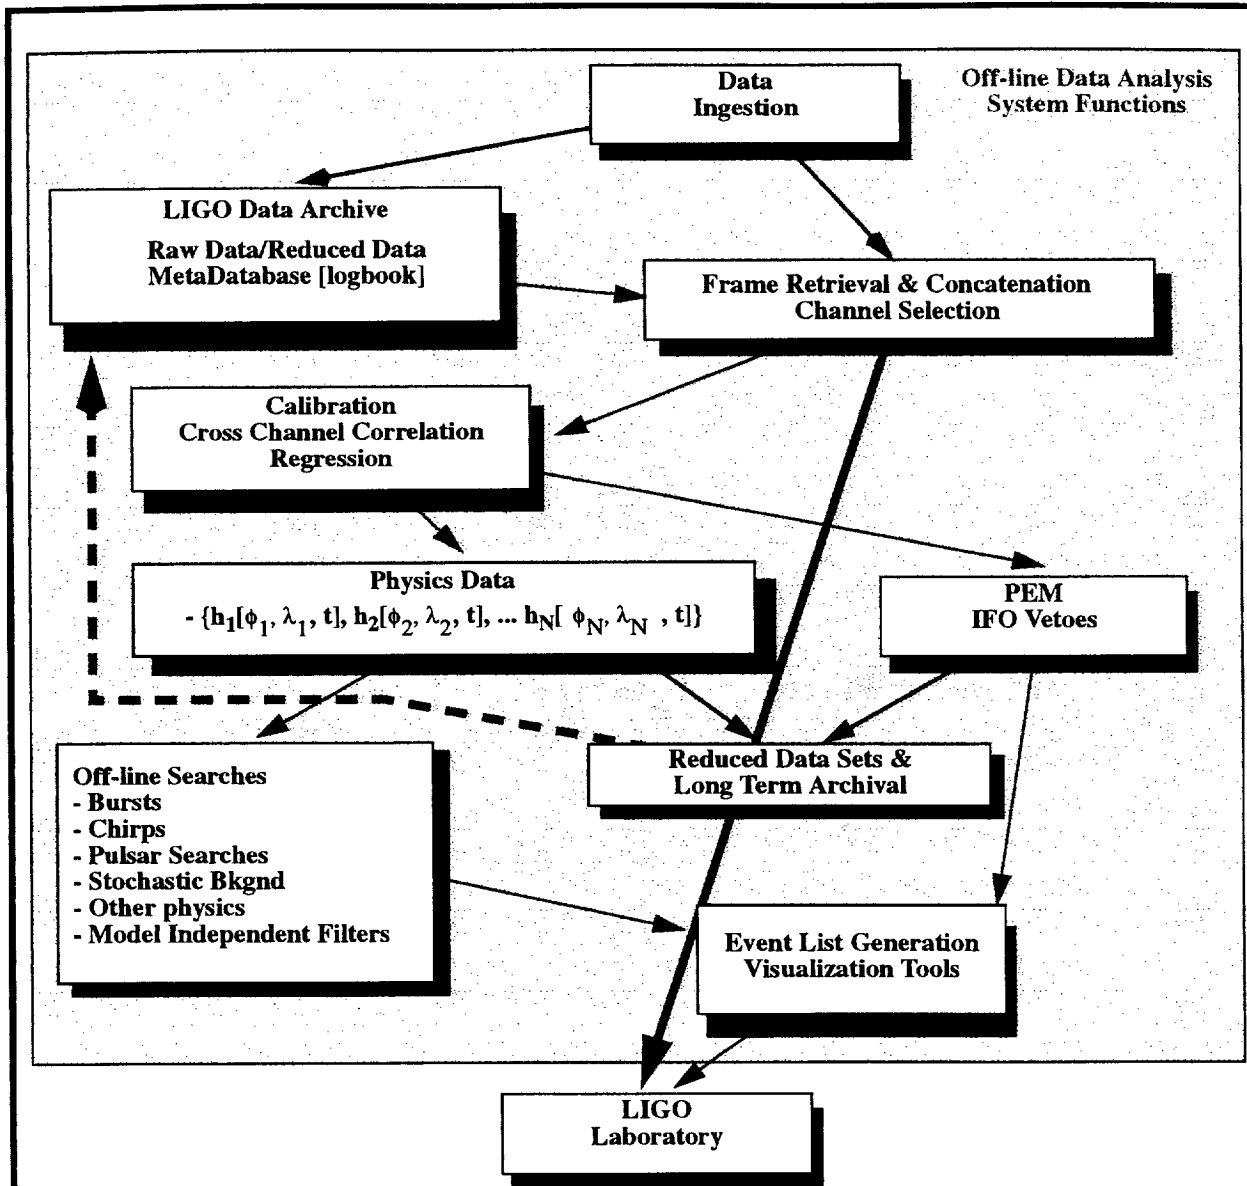 Data
Ingestion
Off-line Data Analysis
System Functions
LIGO Data Archive
Raw Data/Reduced Data
MetaDatabase [logbook]
Frame Retrieval & Concatenation
Channel Selection
Calibration
Cross Channel Correlation
Regression
Physics Data
- {h1[ϕ1, λ1, t], h2[ϕ2, λ2, t], ... hN[ ϕN, λN , t]}
PEM
IFO Vetoes
Reduced Data Sets &
Long Term Archival
Off-line Searches
- Bursts
- Chirps
- Pulsar Searches
- Stochastic Bkgnd
- Other physics
- Model Independent Filters
Event List Generation
Visualization Tools
LIGO
Laboratory